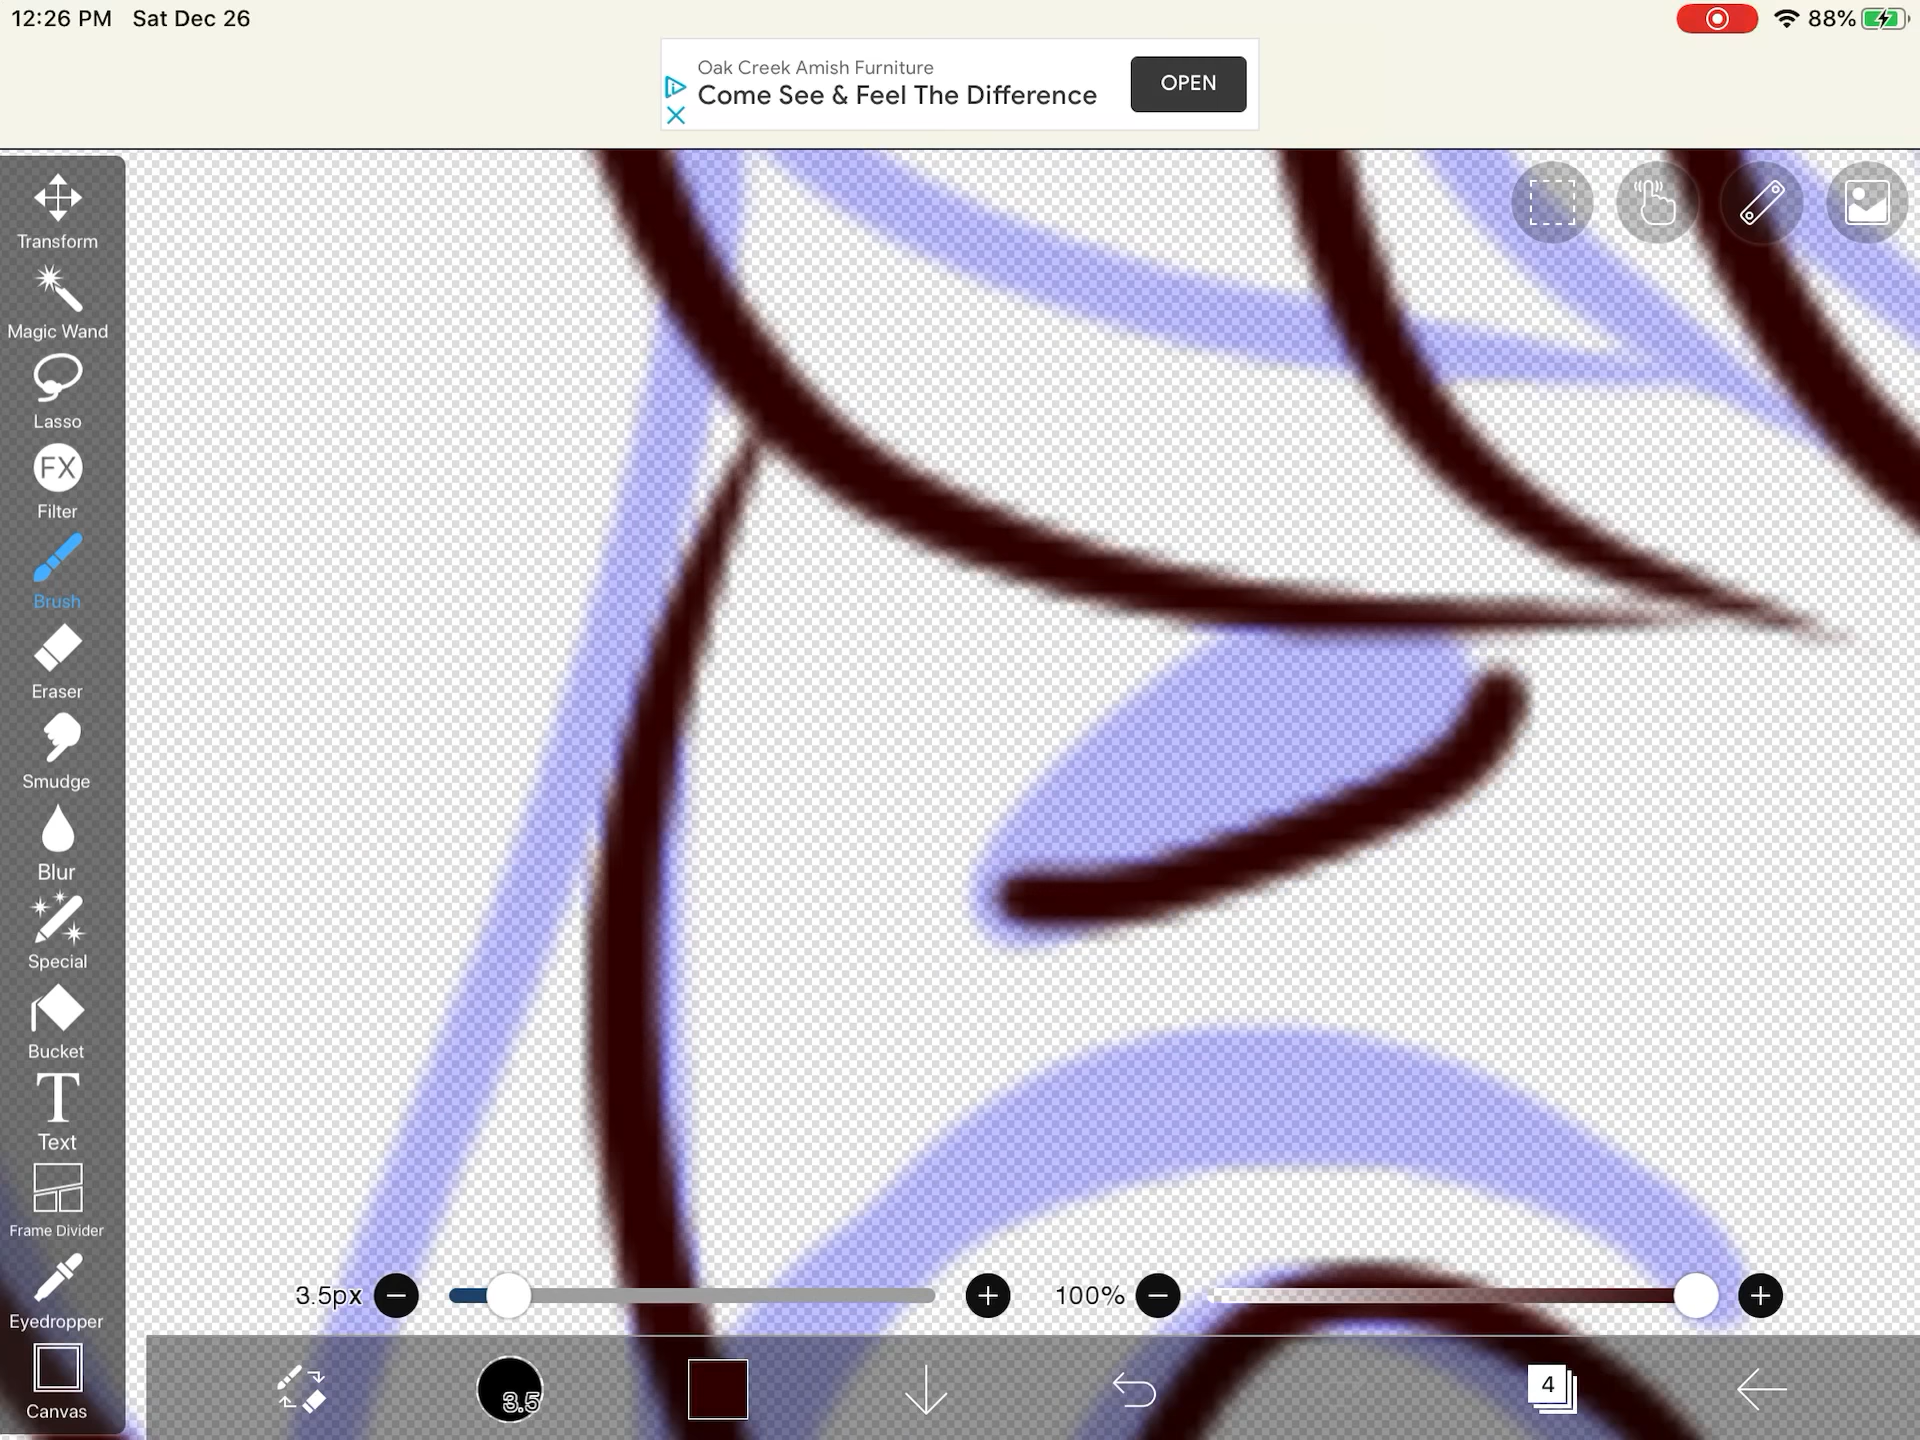 12:26 PM Sat Dec 26
88%
Oak Creek Amish Furniture
Come See & Feel The Difference
OPEN
Transform
Magic Wand
Lasso
FX
Filter
Brush
Eraser
Smudge
Blur
Special
Bucket
T
Text
Frame Divider
Eyedropper
Canvas
3.5px
100%
3.5
4